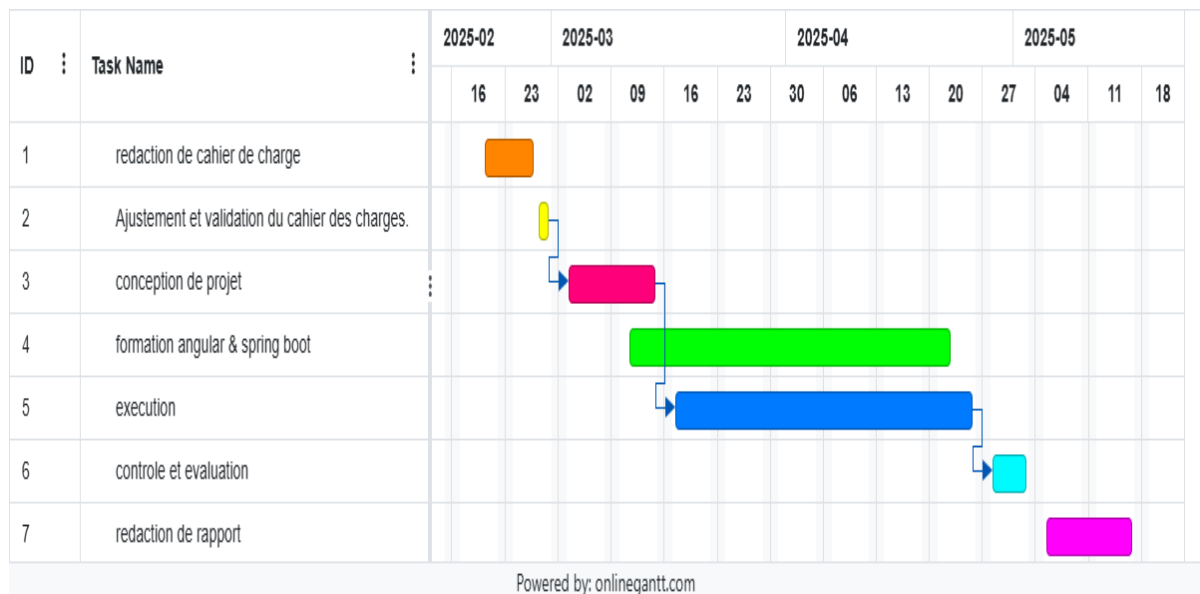 ID ⋮ Task Name ⋮ 2025-02 2025-03 2025-04 2025-05
16 23 02 09 16 23 30 06 13 20 27 04 11 18
1 redaction de cahier de charge
2 Ajustement et validation du cahier des charges.
3 conception de projet
4 formation angular & spring boot
5 execution
6 controle et evaluation
7 redaction de rapport
Powered by: onlinegantt.com